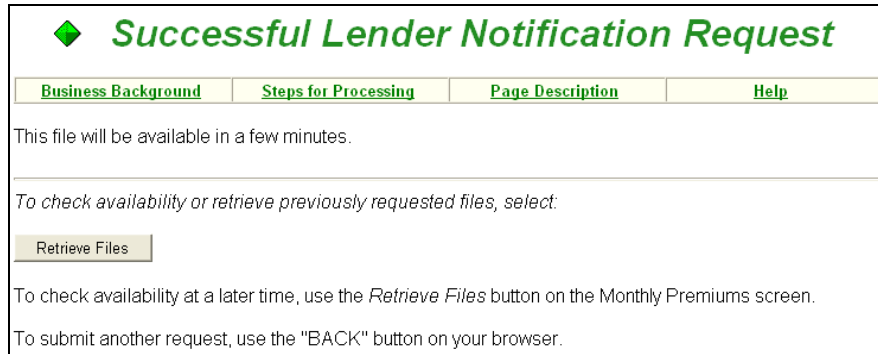 Successful Lender Notification Request
Business Background Steps for Processing Page Description Help
This file will be available in a few minutes.
To check availability or retrieve previously requested files, select:
Retrieve Files
To check availability at a later time, use the Retrieve Files button on the Monthly Premiums screen.
To submit another request, use the "BACK" button on your browser.